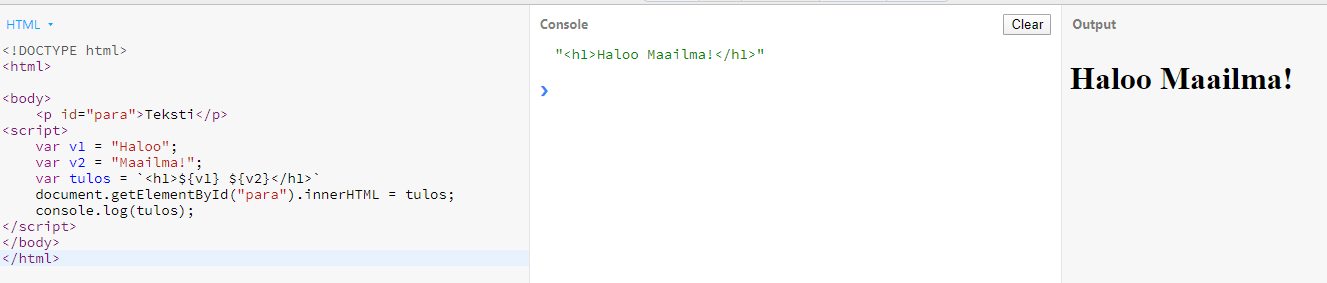 HTML
<!DOCTYPE html>
<html>
<body>
    <p id="para">Teksti</p>
<script>
    var v1 = "Haloo";
    var v2 = "Maailma!";
    var tulos = `<h1>${v1} ${v2}</h1>`
    document.getElementById("para").innerHTML = tulos;
    console.log(tulos);
</script>
</body>
</html>
Console
Clear
"<h1>Haloo Maailma!</h1>"
Output
Haloo Maailma!